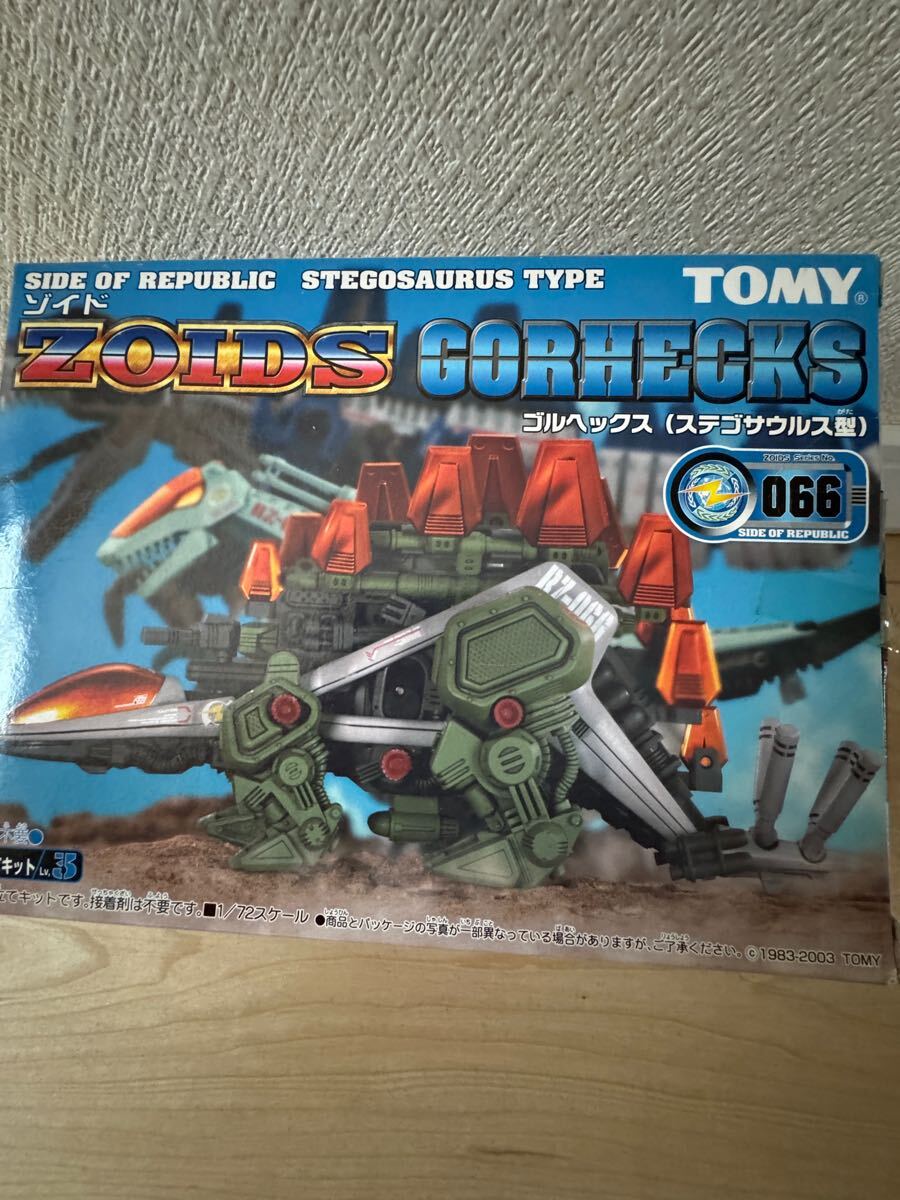 SIDE OF REPUBLIC STEGOSAURUS TYPE
TOMY®
ゾイド
ZOIDS GORHECKS
ゴルヘックス（ステゴサウルス型）
がた
ZOIDS Series No.
066
SIDE OF REPUBLIC
RZ-066
RZ-
キット/Lv.3
立てキットです。接着剤は不要です。■1/72スケール ●商品とパッケージの写真が一部異なっている場合がありますが、ご了承ください。©1983-2003 TOMY